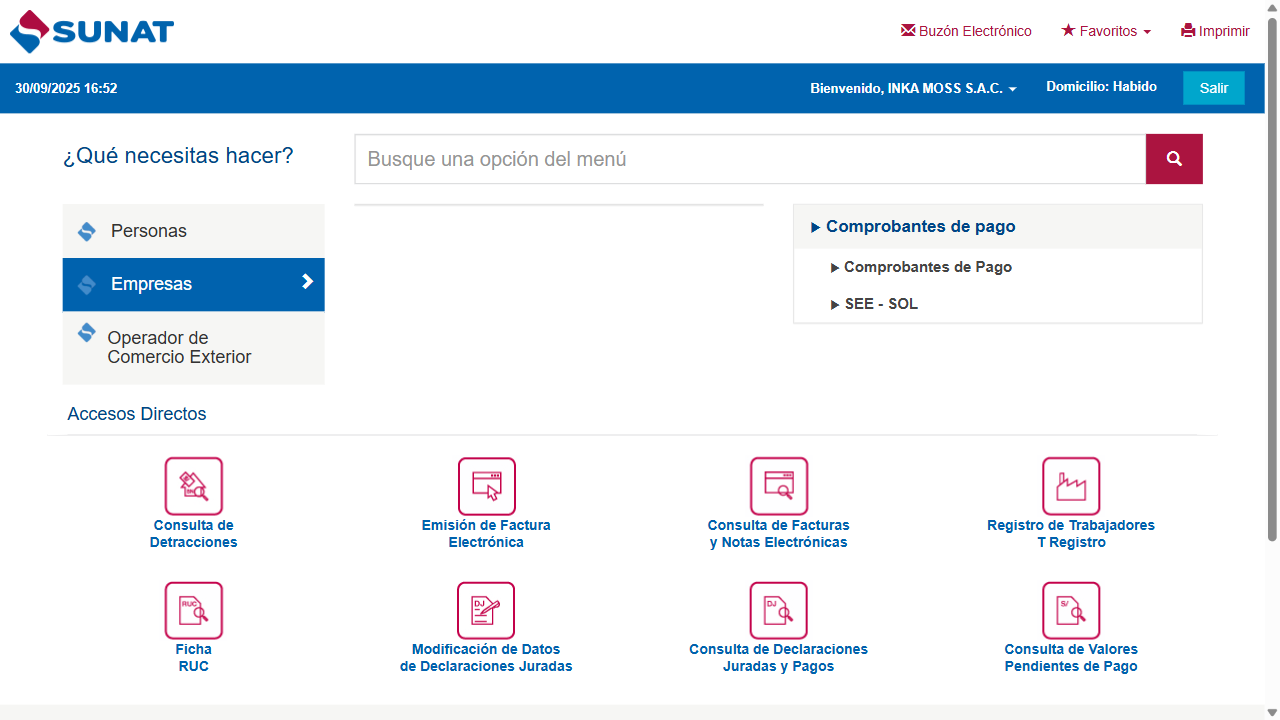 SUNAT
Buzón Electrónico
Favoritos
Imprimir
30/09/2025 16:52
Bienvenido, INKA MOSS S.A.C.
Domicilio: Habido
Salir
¿Qué necesitas hacer?
Busque una opción del menú
Personas
Empresas
Operador de
Comercio Exterior
Comprobantes de pago
Comprobantes de Pago
SEE - SOL
Accesos Directos
Consulta de
Detracciones
Emisión de Factura
Electrónica
Consulta de Facturas
y Notas Electrónicas
Registro de Trabajadores
T Registro
RUC
Ficha
RUC
DJ
Modificación de Datos
de Declaraciones Juradas
DJ
Consulta de Declaraciones
Juradas y Pagos
S/
Consulta de Valores
Pendientes de Pago